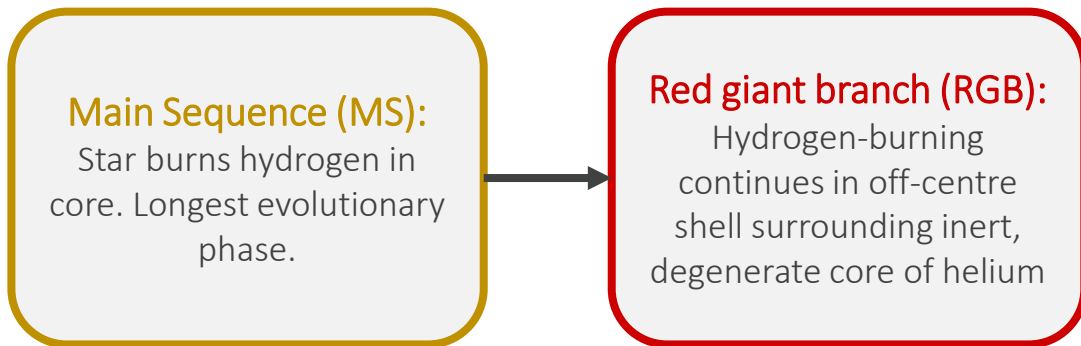 Main Sequence (MS):
Star burns hydrogen in
core. Longest evolutionary
phase.
Red giant branch (RGB):
Hydrogen-burning
continues in off-centre
shell surrounding inert,
degenerate core of helium